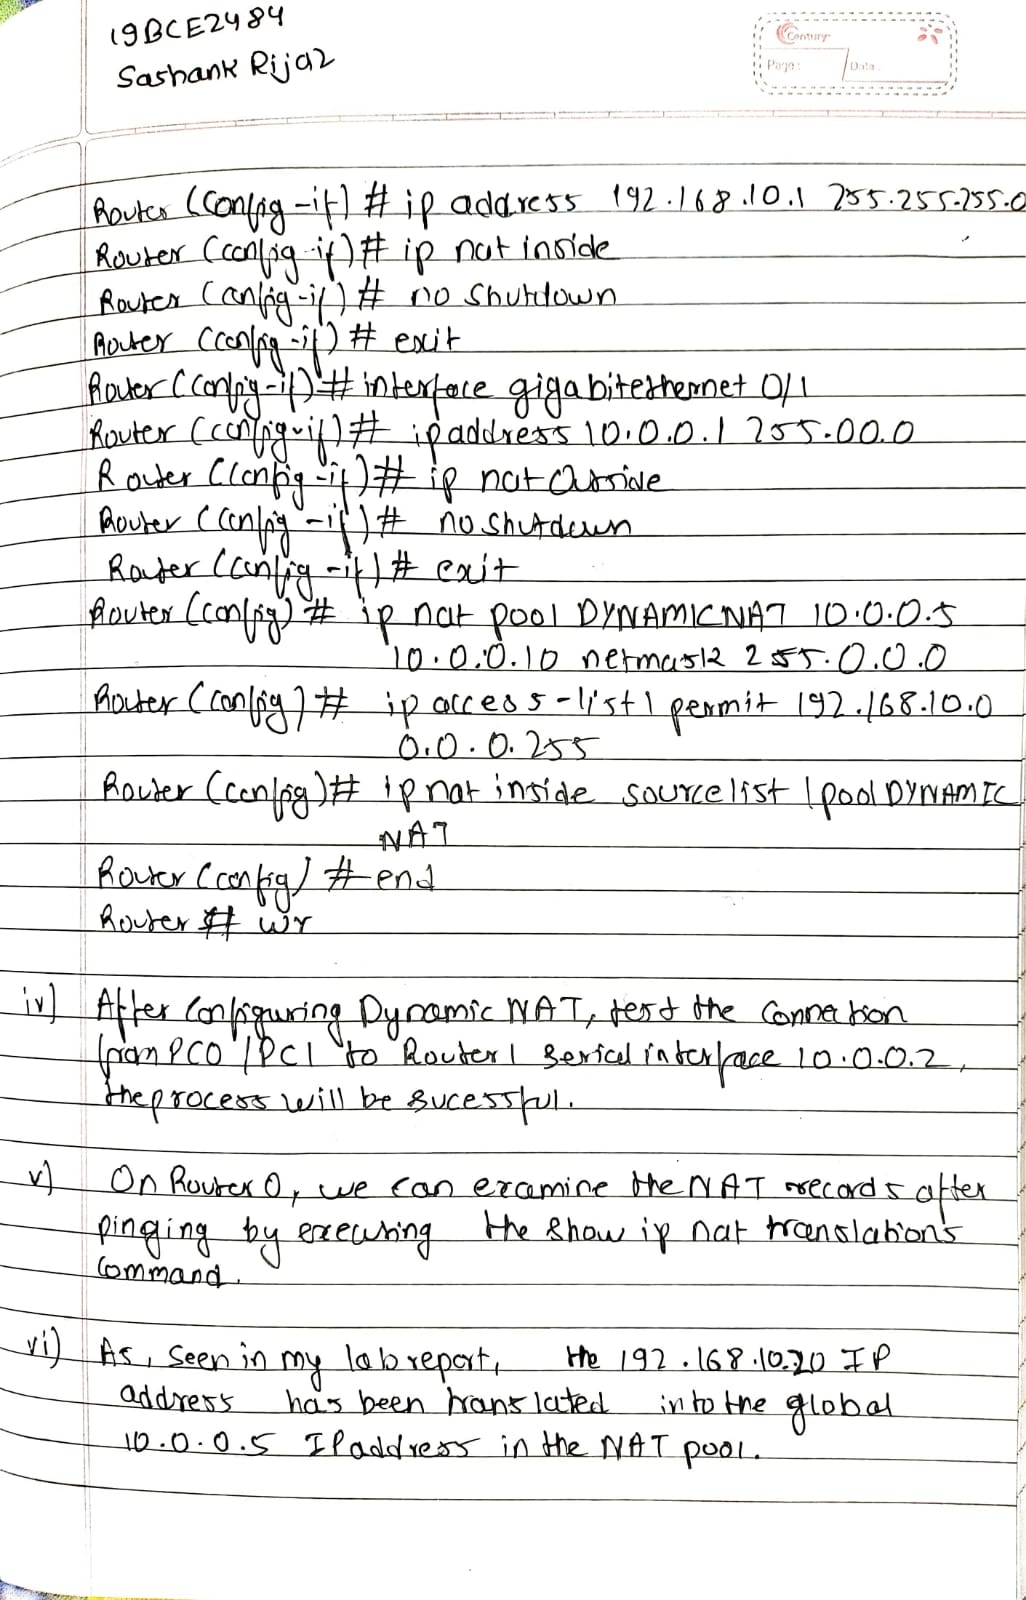 19BCE2484
Sashank Rijal
Century
Page:
Date:
Router (Config-if) # ip address 192.168.10.1 255.255.255.0
Router (config-if) # ip nat inside
Router (config-if) # no shutdown
Router (config-if) # exit
Router (config-if) # interface gigabitethernet 0/1
Router (config-if) # ip address 10.0.0.1 255.00.0
Router (config-if) # ip nat outside
Router (config-if) # no shutdown
Router (config-if) # exit
Router (config) # ip nat pool DYNAMICNAT 10.0.0.5
10.0.0.10 netmask 255.0.0.0
Router (config) # ip access-list 1 permit 192.168.10.0
0.0.0.255
Router (config) # ip nat inside source list 1 pool DYNAMIC
NAT
Router (config) # end
Router # wr
iv) After Configuring Dynamic NAT, test the Connection
from PC0 / PC1 to Router 1 Serical interface 10.0.0.2,
the process will be sucessful.
v) On Router 0, we can examine the NAT records after
pinging by executing the show ip nat translations
Command.
vi) As, seen in my lab report, the 192.168.10.20 IP
address has been translated into the global
10.0.0.5 IP address in the NAT pool.